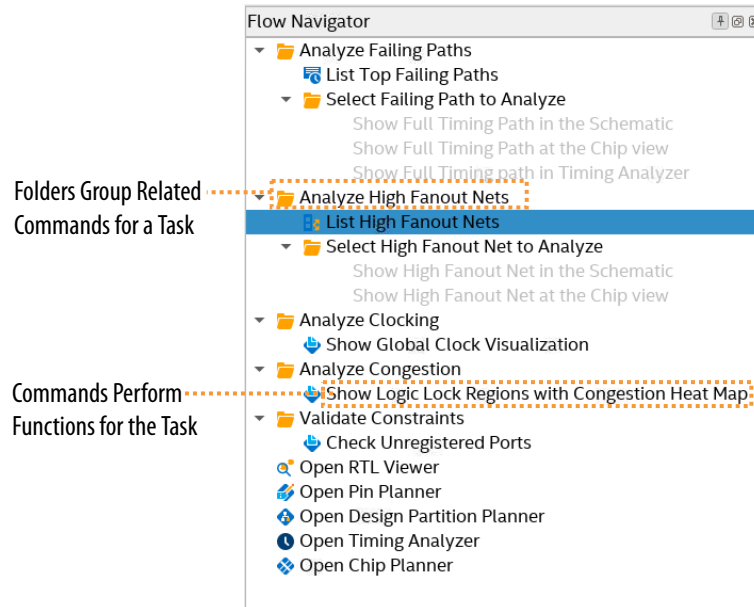 Flow Navigator
Analyze Failing Paths
List Top Failing Paths
Select Failing Path to Analyze
Show Full Timing Path in the Schematic
Show Full Timing Path at the Chip view
Show Full Timing path in Timing Analyzer
Folders Group Related
Commands for a Task
Analyze High Fanout Nets
List High Fanout Nets
Select High Fanout Net to Analyze
Show High Fanout Net in the Schematic
Show High Fanout Net at the Chip view
Analyze Clocking
Show Global Clock Visualization
Analyze Congestion
Commands Perform
Functions for the Task
Show Logic Lock Regions with Congestion Heat Map
Validate Constraints
Check Unregistered Ports
Open RTL Viewer
Open Pin Planner
Open Design Partition Planner
Open Timing Analyzer
Open Chip Planner